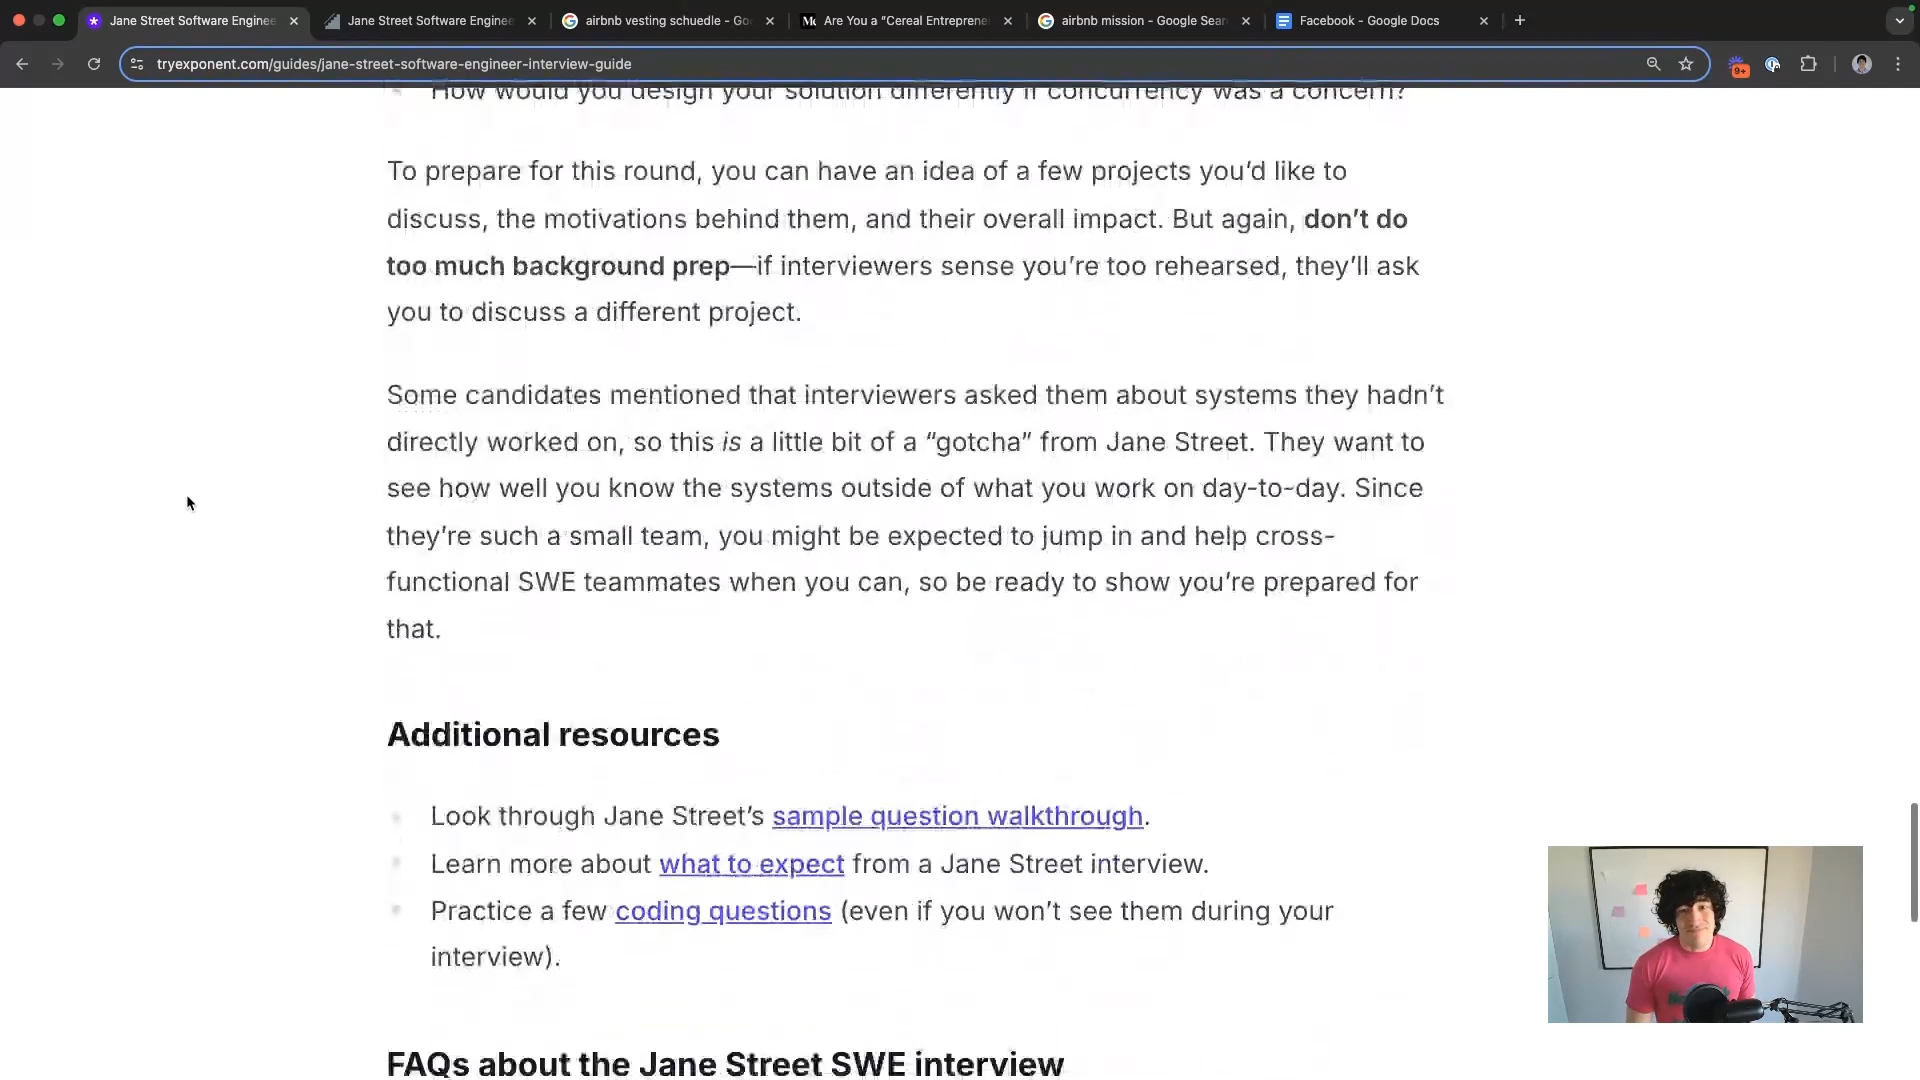 Jane Street Software Enginee
Jane Street Software Enginee
airbnb vesting schuedle - Goo
Are You a “Cereal Entreprene
airbnb mission - Google Sear
Facebook - Google Docs
tryexponent.com/guides/jane-street-software-engineer-interview-guide
9+
How would you design your solution differently if concurrency was a concern?
To prepare for this round, you can have an idea of a few projects you’d like to
discuss, the motivations behind them, and their overall impact. But again, don’t do
too much background prep—if interviewers sense you’re too rehearsed, they’ll ask
you to discuss a different project.
Some candidates mentioned that interviewers asked them about systems they hadn’t
directly worked on, so this is a little bit of a “gotcha” from Jane Street. They want to
see how well you know the systems outside of what you work on day-to-day. Since
they’re such a small team, you might be expected to jump in and help cross-
functional SWE teammates when you can, so be ready to show you’re prepared for
that.
Additional resources
Look through Jane Street’s sample question walkthrough.
Learn more about what to expect from a Jane Street interview.
Practice a few coding questions (even if you won’t see them during your
interview).
FAQs about the Jane Street SWE interview